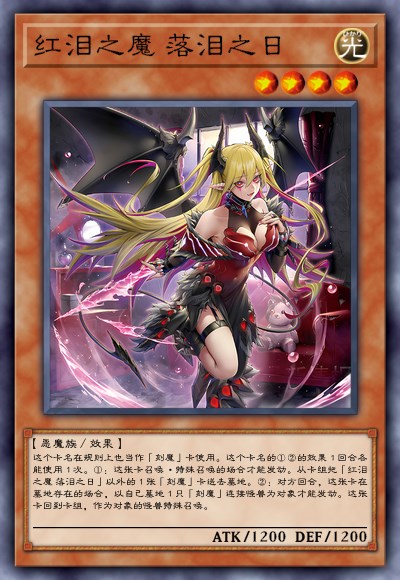 红泪之魔 落泪之日
光
【恶魔族／效果】
这个卡名在规则上也当作「刻魔」卡使用。这个卡名的①②的效果1回合各
能使用1次。①：这张卡召唤·特殊召唤的场合才能发动。从卡组把「红泪
之魔 落泪之日」以外的1张「刻魔」卡送去墓地。②：对方回合，这张卡在
墓地存在的场合，以自己墓地1只「刻魔」连接怪兽为对象才能发动。这张
卡回到卡组，作为对象的怪兽特殊召唤。
ATK/1200 DEF/1200